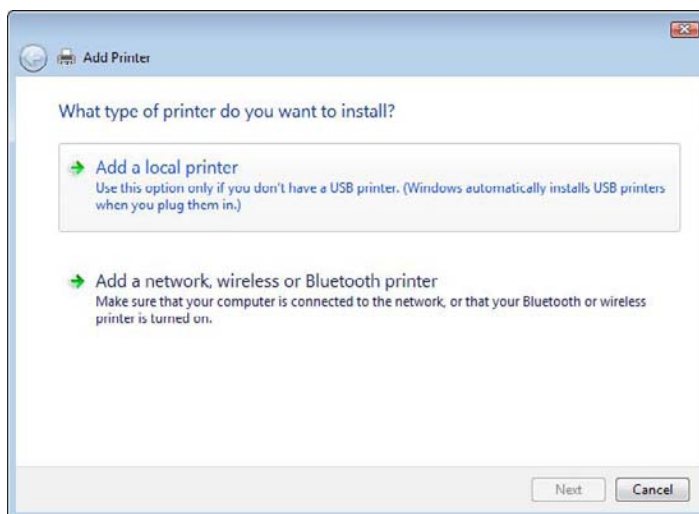 Add Printer
What type of printer do you want to install?
Add a local printer
Use this option only if you don't have a USB printer. (Windows automatically installs USB printers
when you plug them in.)
Add a network, wireless or Bluetooth printer
Make sure that your computer is connected to the network, or that your Bluetooth or wireless
printer is turned on.
Next
Cancel